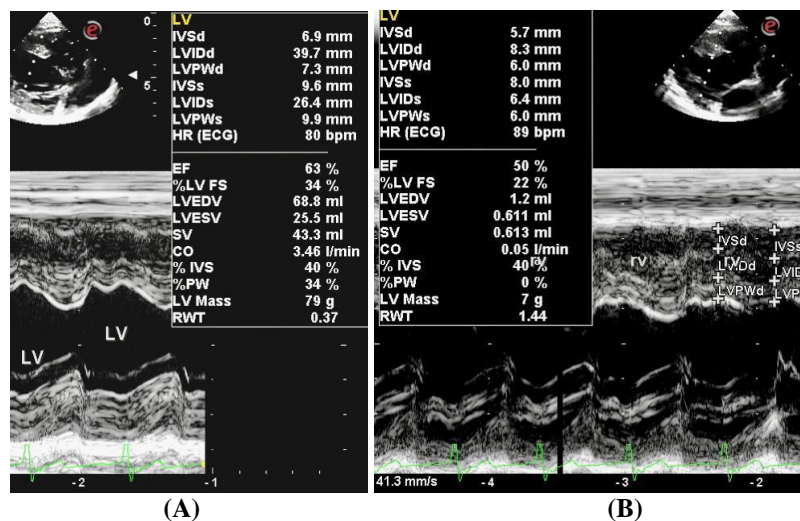 LV
IVSd 6.9 mm
LVIDd 39.7 mm
LVPWd 7.3 mm
IVSs 9.6 mm
LVIDs 26.4 mm
LVPWs 9.9 mm
HR (ECG) 80 bpm
EF 63 %
%LV FS 34 %
LVEDV 68.8 ml
LVESV 25.5 ml
SV 43.3 ml
CO 3.46 l/min
% IVS 40 %
%PW 34 %
LV Mass 79 g
RWT 0.37
0
e
5
LV
LV
-2
-1
(A)
LV
IVSd 5.7 mm
LVIDd 8.3 mm
LVPWd 6.0 mm
IVSs 8.0 mm
LVIDs 6.4 mm
LVPWs 6.0 mm
HR (ECG) 89 bpm
EF 50 %
%LV FS 22 %
LVEDV 1.2 ml
LVESV 0.611 ml
SV 0.613 ml
CO 0.05 l/min
% IVS 40 %
%PW 0 %
LV Mass 7 g
RWT 1.44
e
rv
rv
rv
IVSd
LVIDd
LVPWd
IVSs
LVID
LVP
41.3 mm/s
-4
-3
-2
(B)